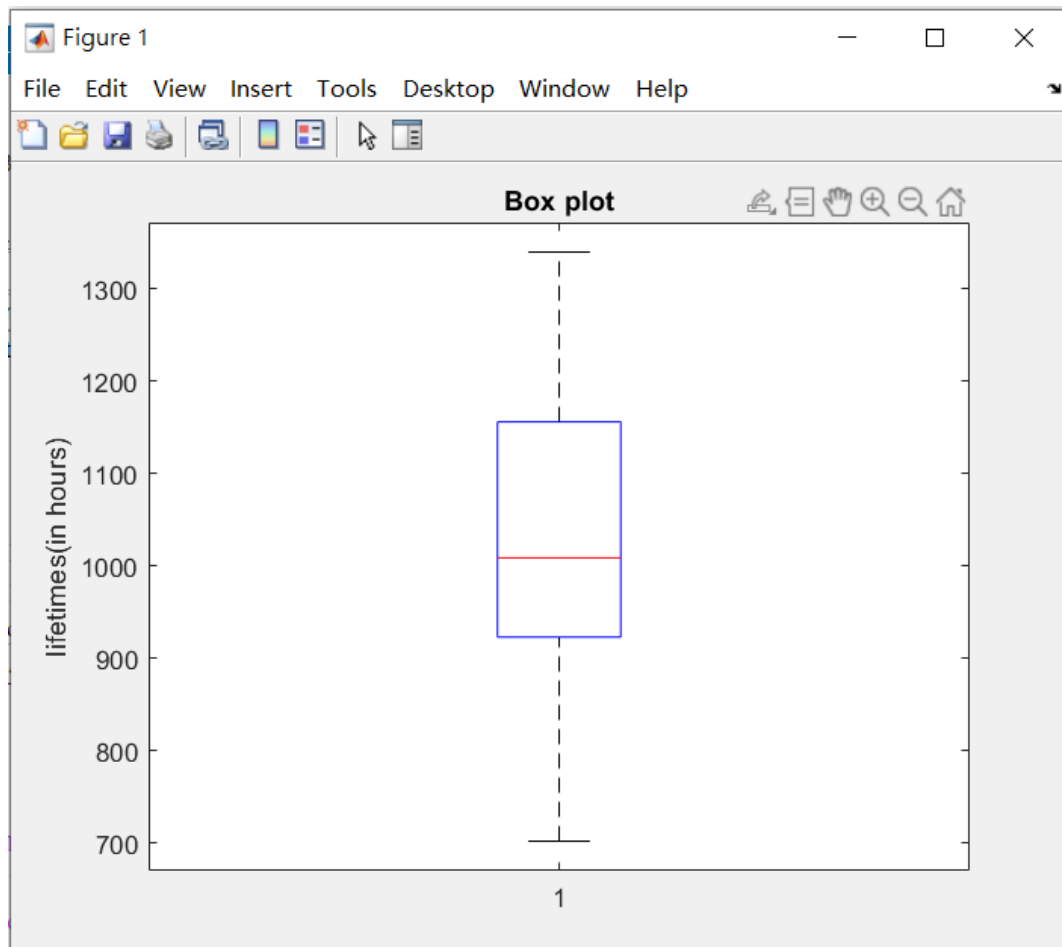 Figure 1
File Edit View Insert Tools Desktop Window Help
Box plot
1300
1200
1100
1000
900
800
700
lifetimes(in hours)
1